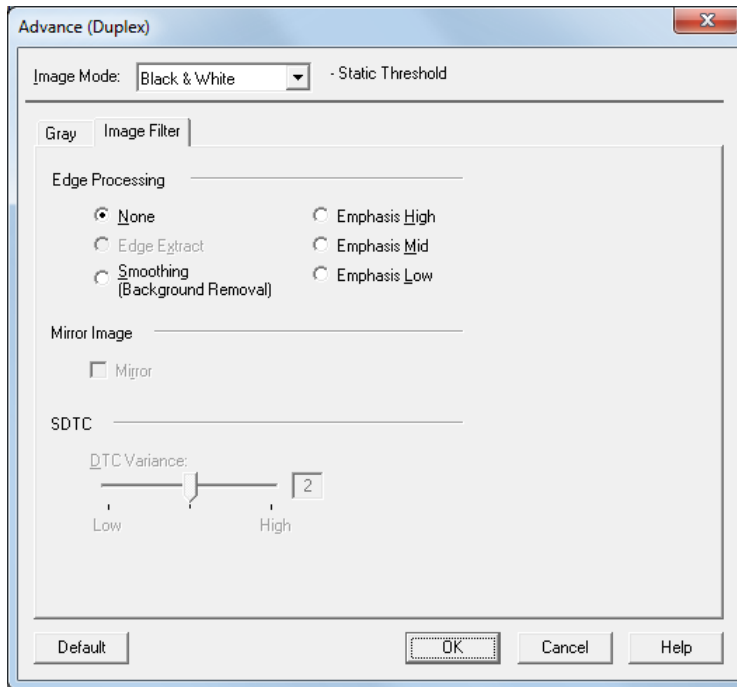 Advance (Duplex)
Image Mode: Black & White - Static Threshold
Gray Image Filter
Edge Processing
None Emphasis High
Edge Extract Emphasis Mid
Smoothing
(Background Removal) Emphasis Low
Mirror Image
Mirror
SDTC
DTC Variance:
2
Low High
Default OK Cancel Help